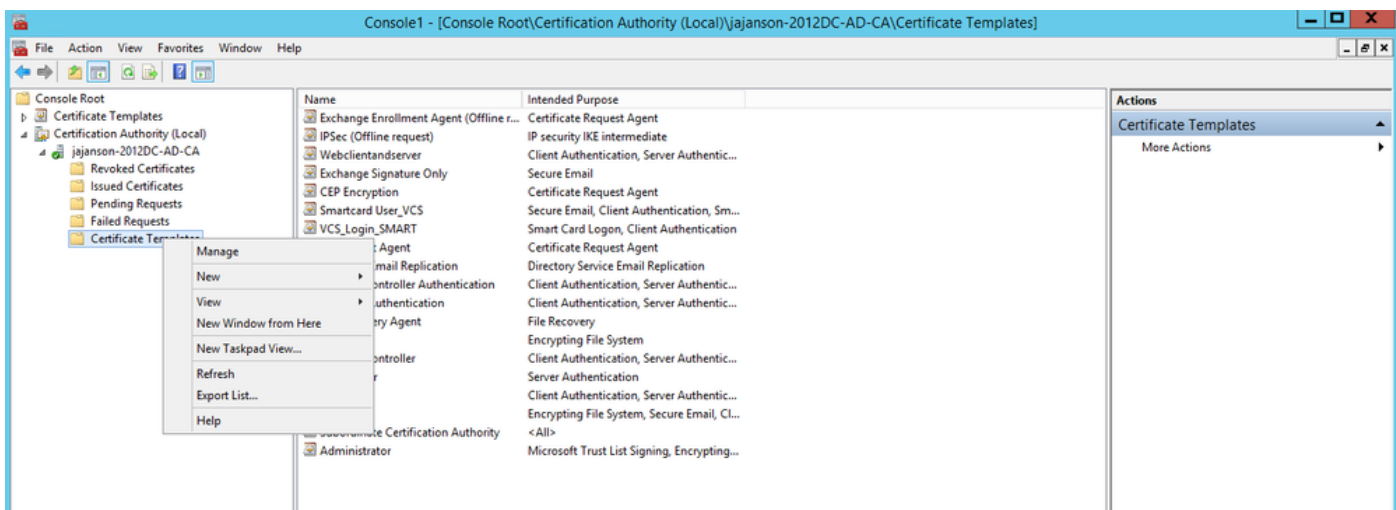 Console1 - [Console Root\Certification Authority (Local)\jajanson-2012DC-AD-CA\Certificate Templates]
File Action View Favorites Window Help
Console Root
Certificate Templates
Certification Authority (Local)
jajanson-2012DC-AD-CA
Revoked Certificates
Issued Certificates
Pending Requests
Failed Requests
Certificate Templates
Manage
New
View
New Window from Here
New Taskpad View...
Refresh
Export List...
Help
Name Intended Purpose
Exchange Enrollment Agent (Offline r... Certificate Request Agent
IPSec (Offline request) IP security IKE intermediate
Webclientandserver Client Authentication, Server Authentic...
Exchange Signature Only Secure Email
CEP Encryption Certificate Request Agent
Smartcard User_VCS Secure Email, Client Authentication, Sm...
VCS_Login_SMART Smart Card Logon, Client Authentication
Agent Certificate Request Agent
mail Replication Directory Service Email Replication
ontroller Authentication Client Authentication, Server Authentic...
uthentication Client Authentication, Server Authentic...
ery Agent File Recovery
Encrypting File System
ontroller Client Authentication, Server Authentic...
r Server Authentication
Client Authentication, Server Authentic...
Encrypting File System, Secure Email, Cl...
Subordinate Certification Authority <All>
Administrator Microsoft Trust List Signing, Encrypting...
Actions
Certificate Templates
More Actions